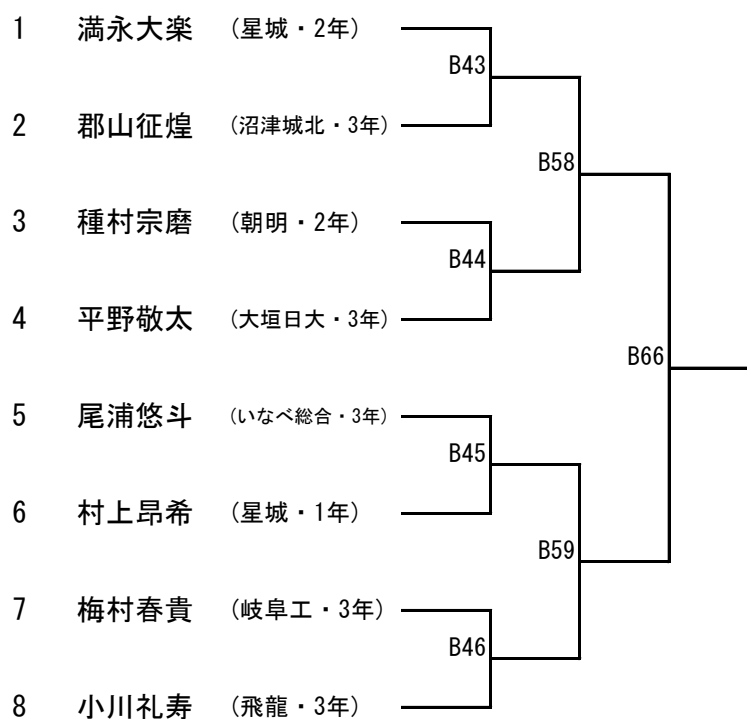 1 満永大楽 (星城・2年)
B43
2 郡山征煌 (沼津城北・3年)
B58
3 種村宗磨 (朝明・2年)
B44
4 平野敬太 (大垣日大・3年)
B66
5 尾浦悠斗 (いなべ総合・3年)
B45
6 村上昂希 (星城・1年)
B59
7 梅村春貴 (岐阜工・3年)
B46
8 小川礼寿 (飛龍・3年)